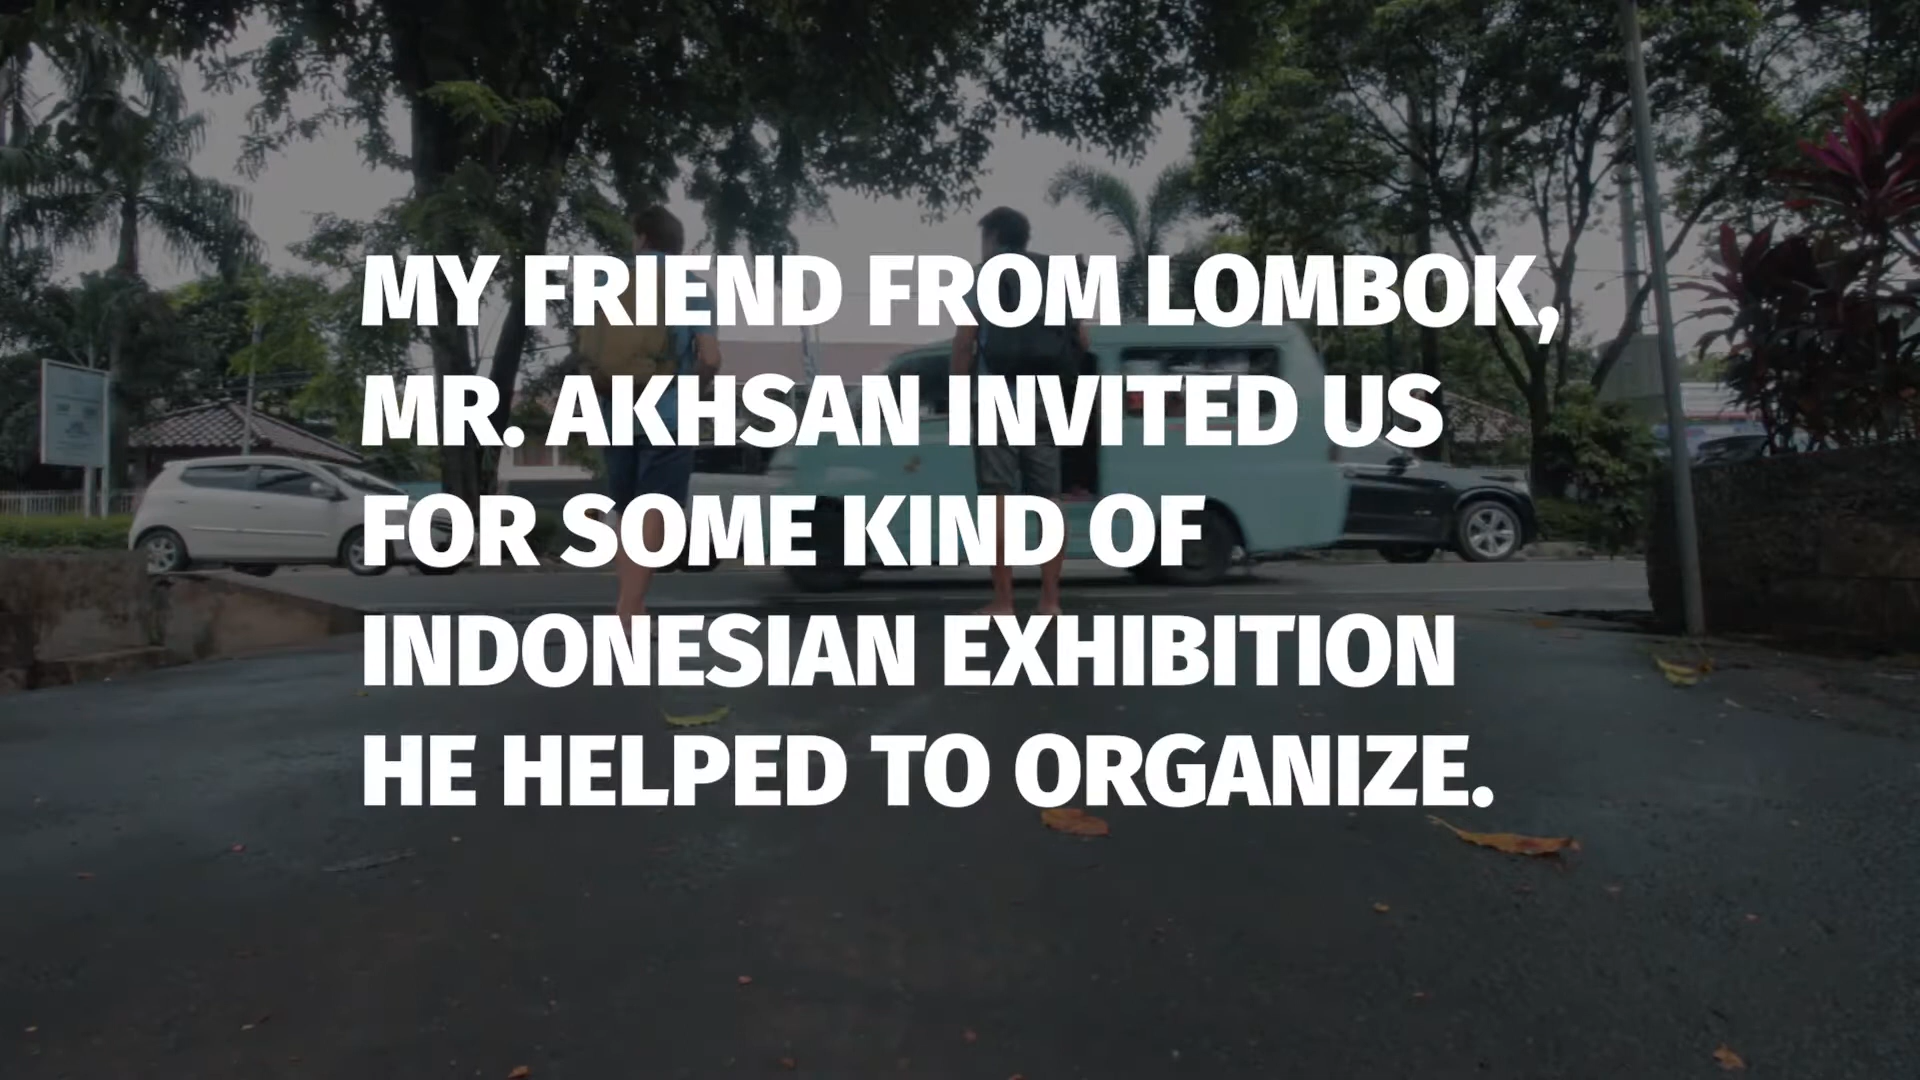 MY FRIEND FROM LOMBOK,
MR. AKHSAN INVITED US
FOR SOME KIND OF
INDONESIAN EXHIBITION
HE HELPED TO ORGANIZE.